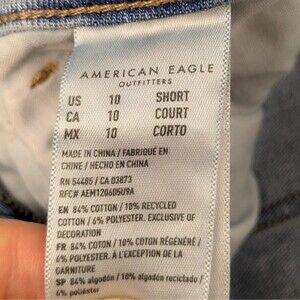 AMERICAN EAGLE
OUTFITTERS
US 10 SHORT
CA 10 COURT
MX 10 CORTO
MADE IN CHINA / FABRIQUÉ EN
CHINE / HECHO EN CHINA
RN 54485 / CA 03873
RFC# AEM120605U9A
EN 84% COTTON / 10% RECYCLED
COTTON / 6% POLYESTER. EXCLUSIVE OF
DECORATION
FR 84% COTON / 10% COTON RÉGÉNÉRÉ /
6% POLYESTER. À L'EXCEPTION DE LA
GARNITURE
SP 84% algodón / 10% algodón reciclado /
6% poliéster